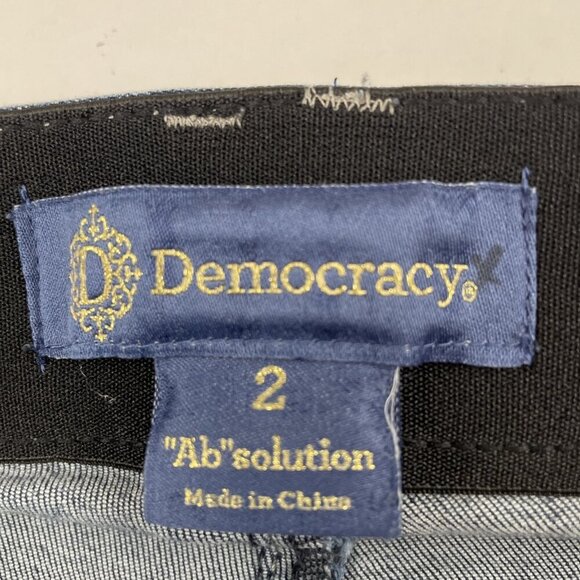 D Democracy®
2
"Ab"solution
Made in China